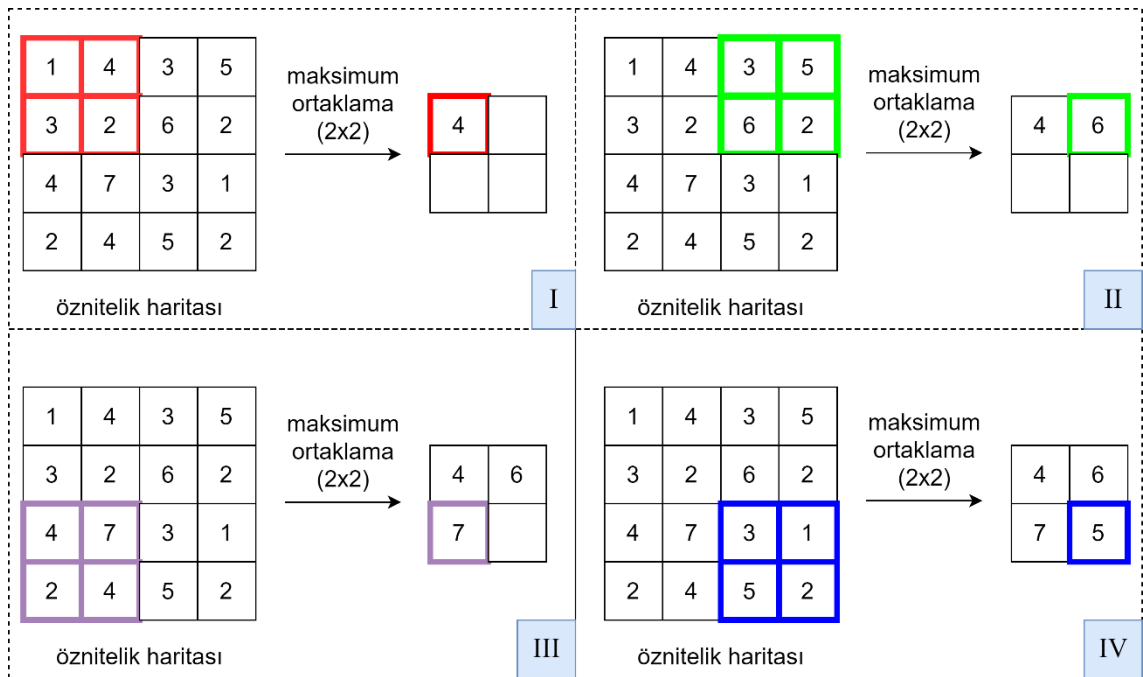 1 4 3 5
3 2 6 2
4 7 3 1
2 4 5 2
maksimum
ortaklama
(2x2)
4
öznitelik haritası
I
1 4 3 5
3 2 6 2
4 7 3 1
2 4 5 2
maksimum
ortaklama
(2x2)
4 6
öznitelik haritası
II
1 4 3 5
3 2 6 2
4 7 3 1
2 4 5 2
maksimum
ortaklama
(2x2)
4 6
7
öznitelik haritası
III
1 4 3 5
3 2 6 2
4 7 3 1
2 4 5 2
maksimum
ortaklama
(2x2)
4 6
7 5
öznitelik haritası
IV